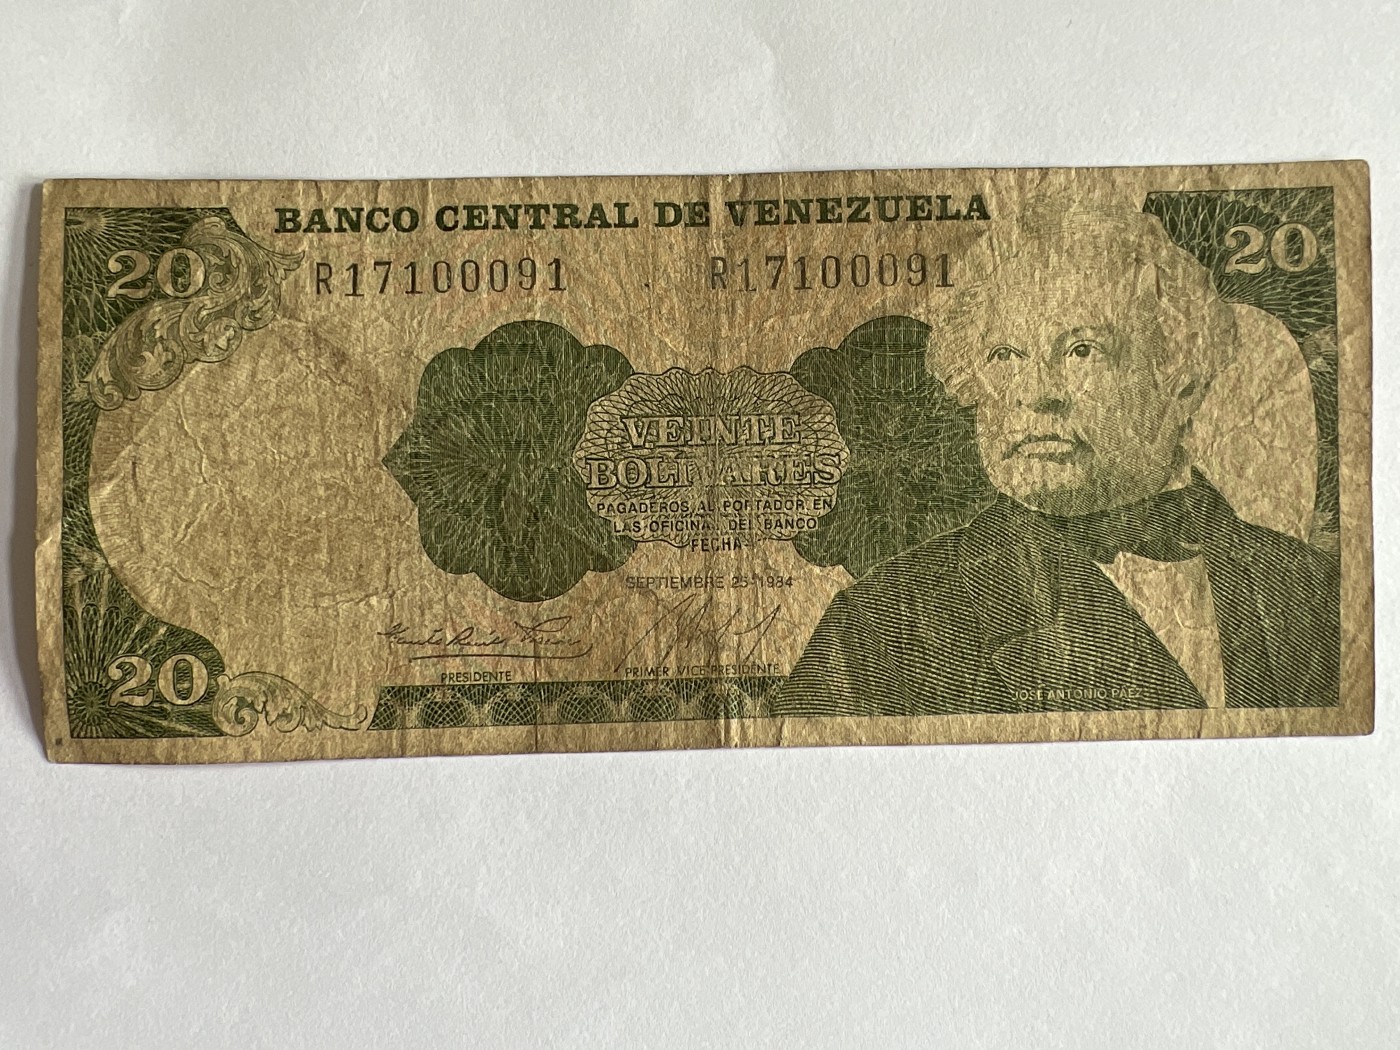 BANCO CENTRAL DE VENEZUELA
20
20
R17100091
R17100091
VEINTE
BOLIVARES
PAGADEROS AL PORTADOR EN
LAS OFICINAS DEL BANCO
FECHA
SEPTIEMBRE 25-1984
PRESIDENTE
PRIMER VICE-PRESIDENTE
20
JOSE ANTONIO PAEZ